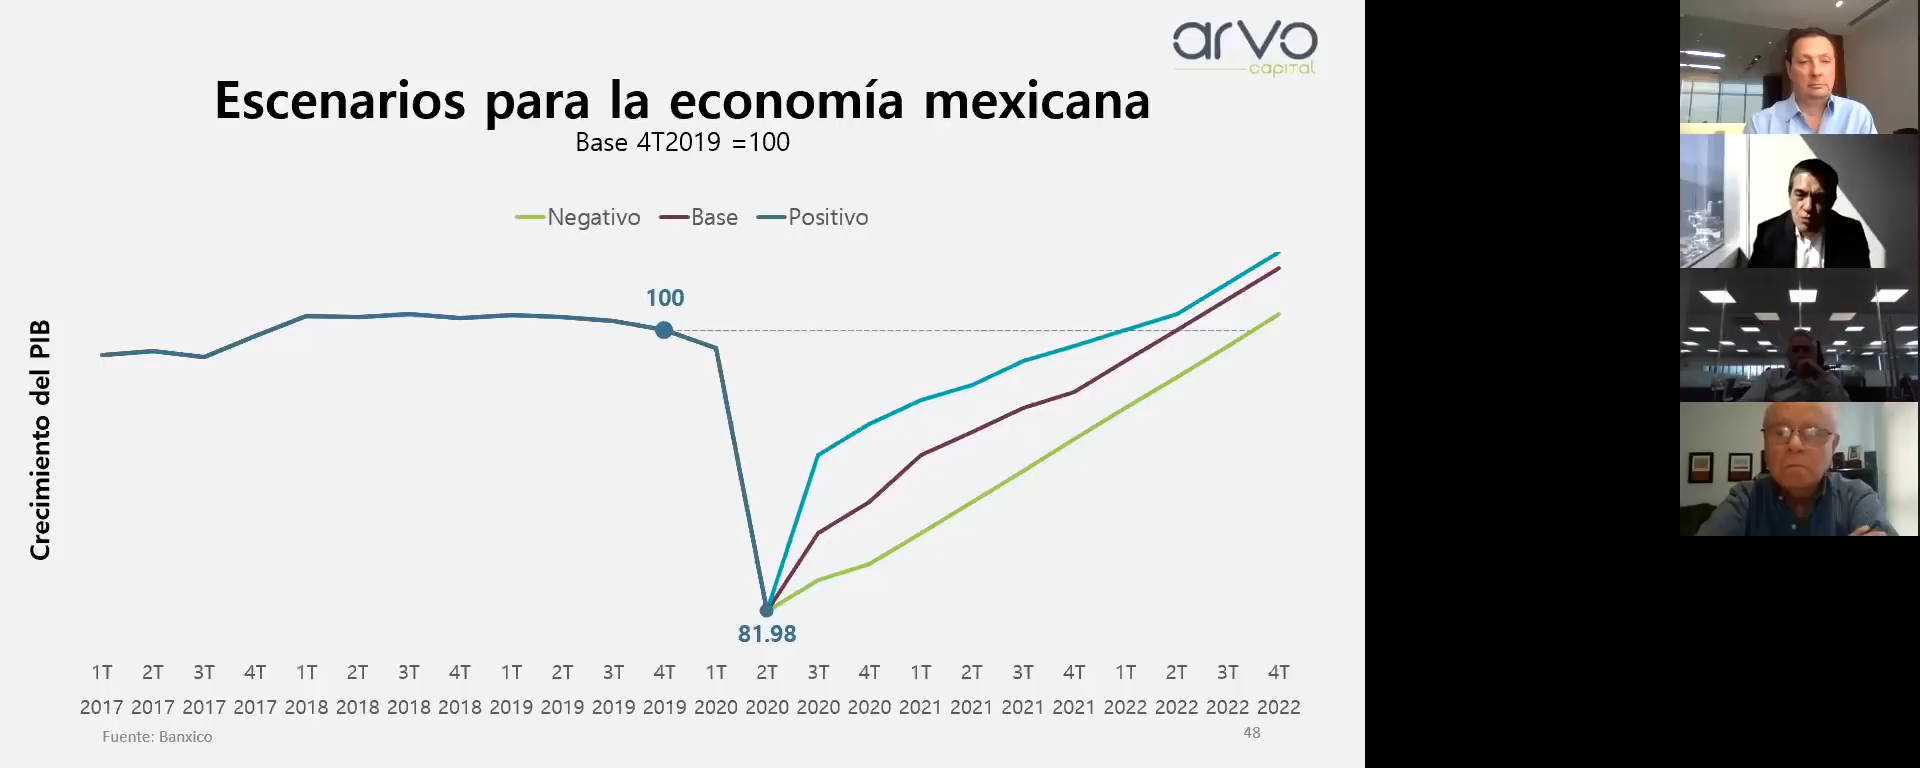 arvo
capital
Escenarios para la economía mexicana
Base 4T2019 =100
Negativo Base Positivo
100
Crecimiento del PIB
81.98
1T 2T 3T 4T 1T 2T 3T 4T 1T 2T 3T 4T 1T 2T 3T 4T 1T 2T 3T 4T 1T 2T 3T 4T
2017 2017 2017 2017 2018 2018 2018 2018 2019 2019 2019 2019 2020 2020 2020 2020 2021 2021 2021 2021 2022 2022 2022 2022
Fuente: Banxico
48